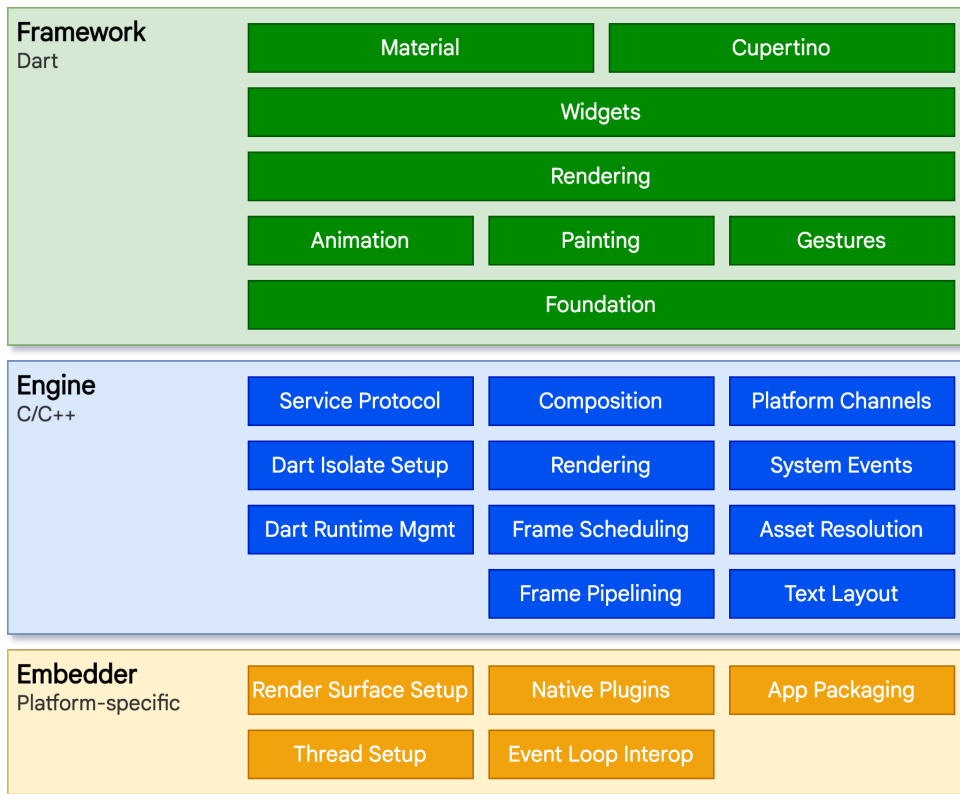 Framework
Dart
Material
Cupertino
Widgets
Rendering
Animation
Painting
Gestures
Foundation
Engine
C/C++
Service Protocol
Composition
Platform Channels
Dart Isolate Setup
Rendering
System Events
Dart Runtime Mgmt
Frame Scheduling
Asset Resolution
Frame Pipelining
Text Layout
Embedder
Platform-specific
Render Surface Setup
Native Plugins
App Packaging
Thread Setup
Event Loop Interop